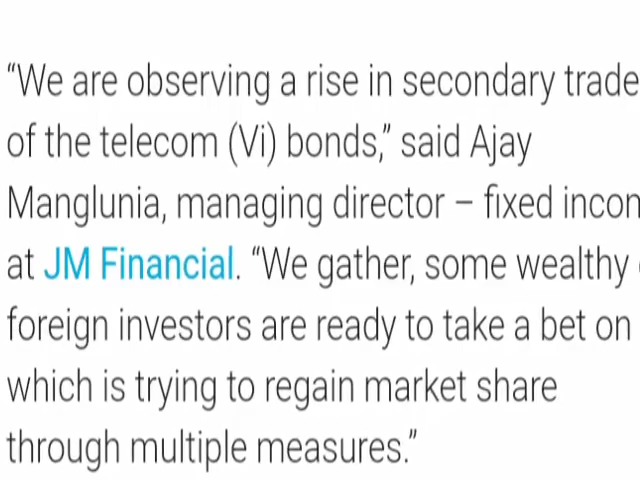 “We are observing a rise in secondary trade
of the telecom (Vi) bonds,” said Ajay
Manglunia, managing director – fixed
at JM Financial. “We gather, some wealthy
foreign investors are ready to take a bet on
which is trying to regain market share
through multiple measures.”